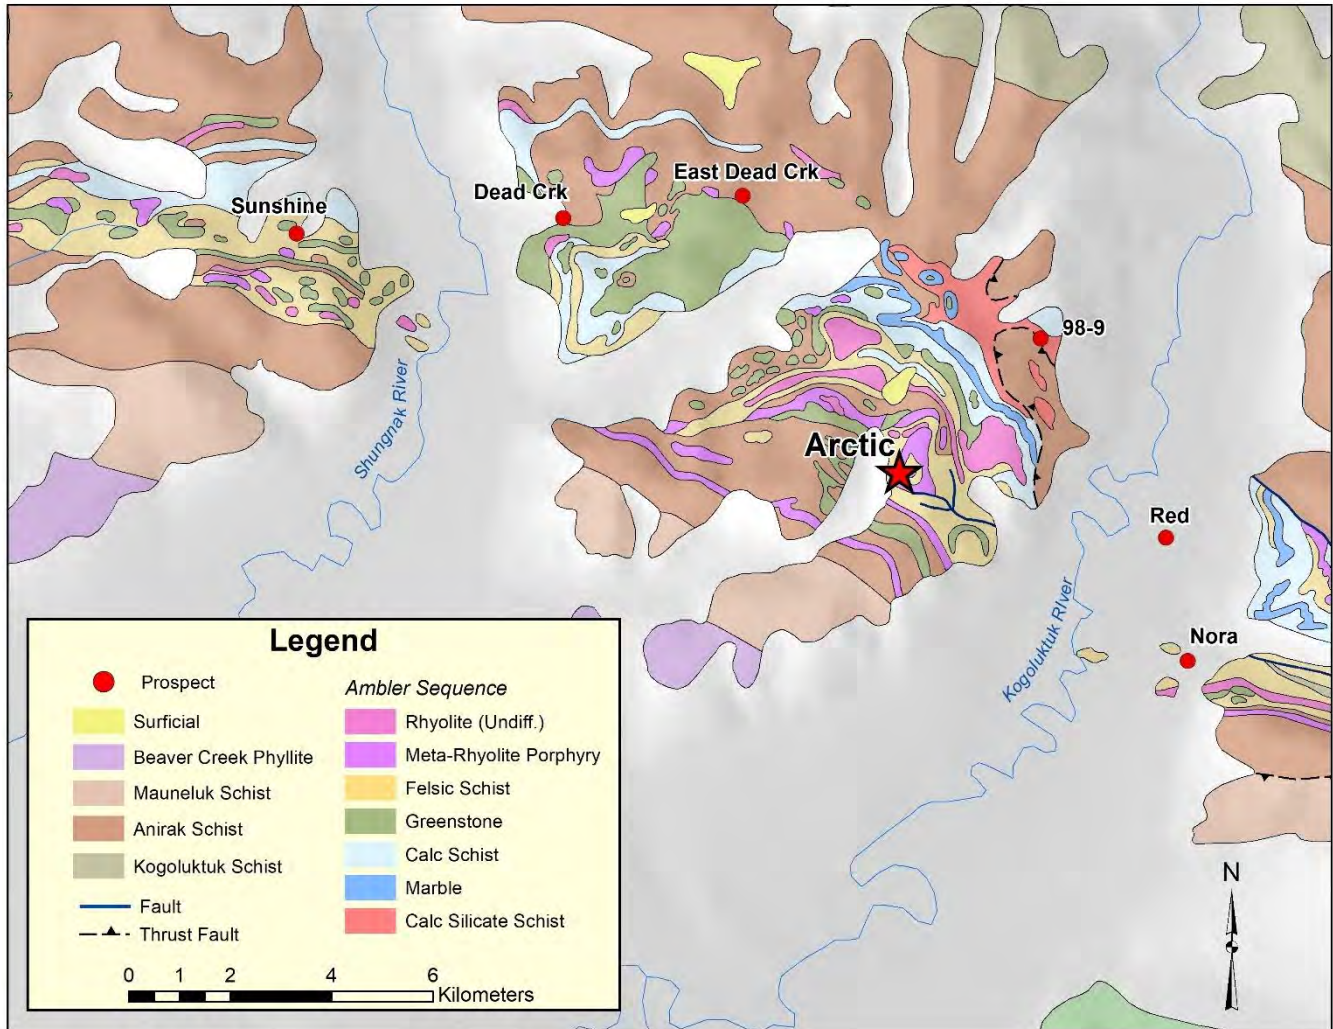 East Dead Crk
Dead Crk
Sunshine
98-9
Shungnak River
Arctic
Red
Kogoluktuk River
Nora
Legend
Prospect
Surficial
Beaver Creek Phyllite
Mauneluk Schist
Anirak Schist
Kogoluktuk Schist
Fault
Thrust Fault
Ambler Sequence
Rhyolite (Undiff.)
Meta-Rhyolite Porphyry
Felsic Schist
Greenstone
Calc Schist
Marble
Calc Silicate Schist
0 1 2 4 6
Kilometers
N